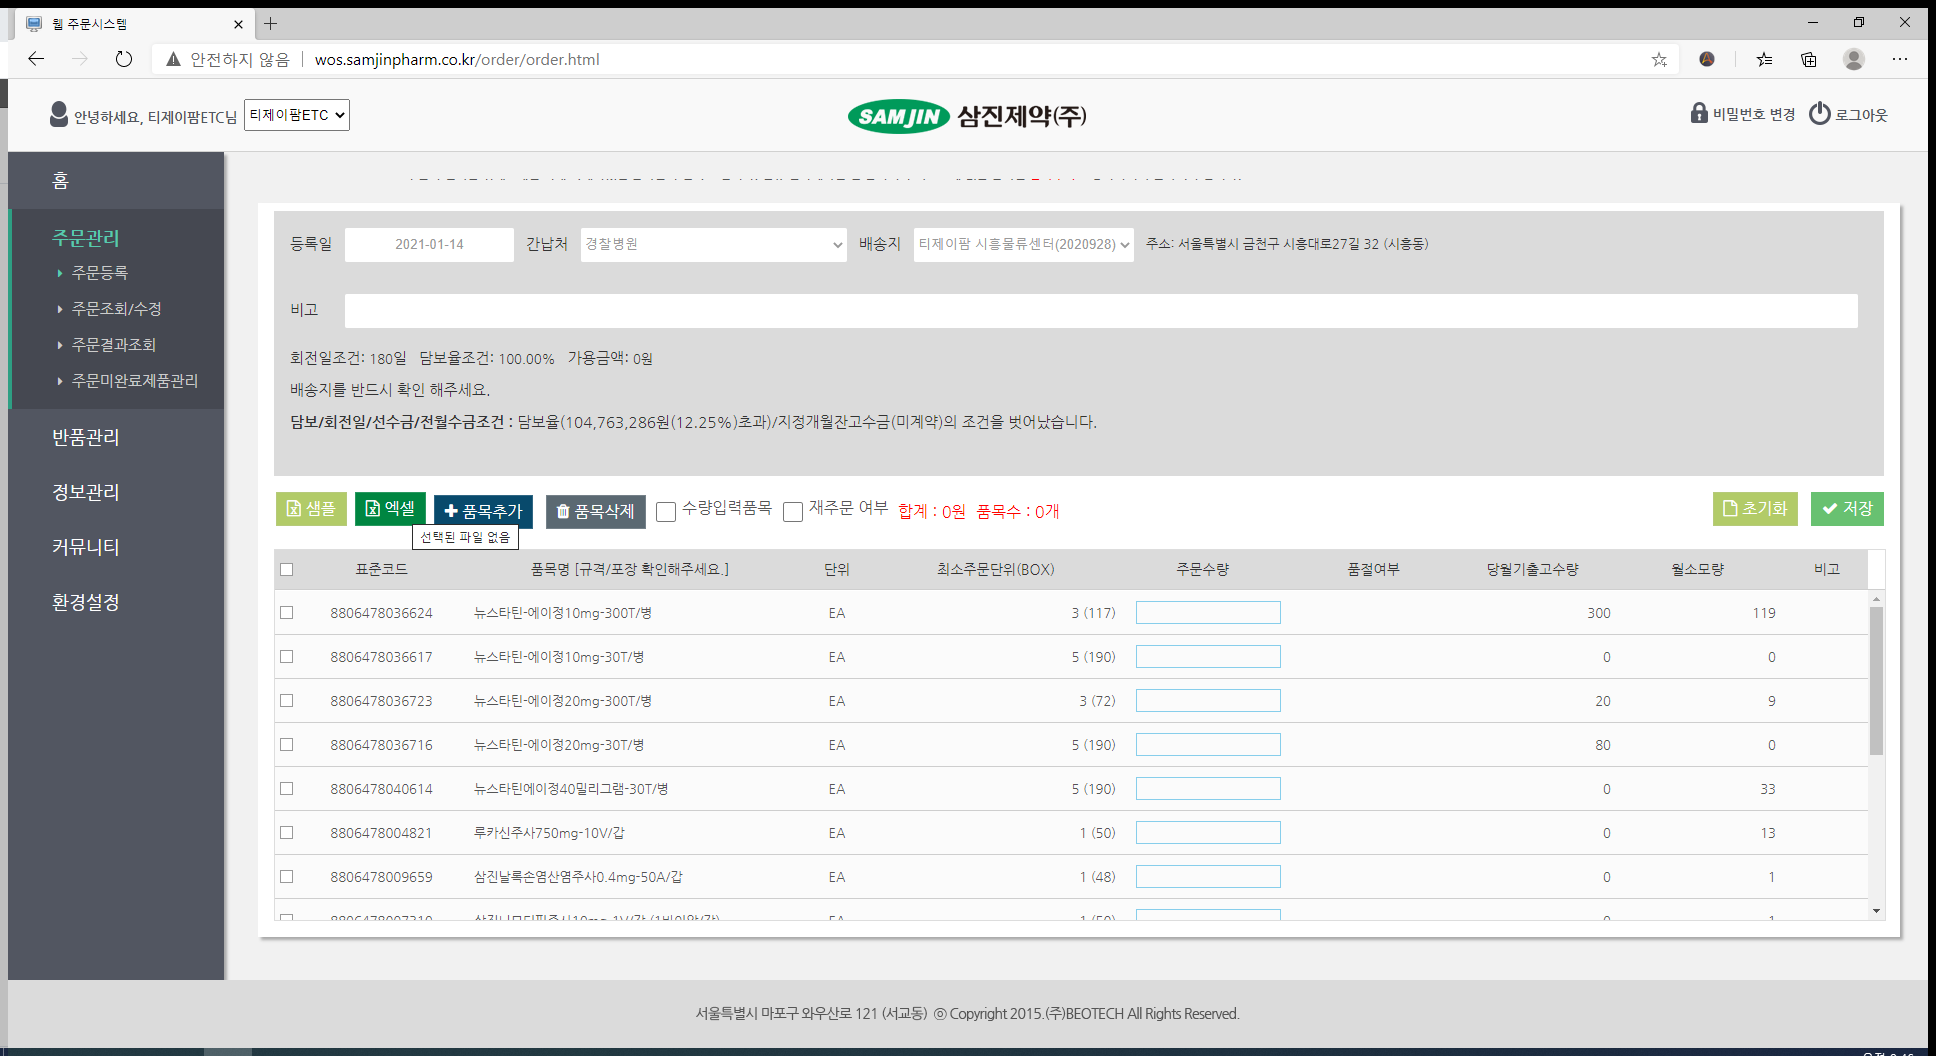 웹 주문시스템
안전하지 않음 wos.samjinpharm.co.kr/order/order.html
안녕하세요, 티제이팜ETC님 티제이팜ETC SAMJIN 삼진제약(주) 비밀번호 변경 로그아웃
홈
주문관리
주문등록
주문조회/수정
주문결과조회
주문미완료제품관리
반품관리
정보관리
커뮤니티
환경설정
등록일 2021-01-14 간납처 경찰병원 배송지 티제이팜 시흥물류센터(2020928) 주소: 서울특별시 금천구 시흥대로27길 32 (시흥동)
비고
회전일조건: 180일 담보율조건: 100.00% 가용금액: 0원
배송지를 반드시 확인 해주세요.
담보/회전일/선수금/전월수금조건 : 담보율(104,763,286원(12.25%)초과)/지정개월잔고수금(미계약)의 조건을 벗어났습니다.
샘플 엑셀 품목추가 품목삭제 수량입력품목 재주문 여부 합계 : 0원 품목수 : 0개 초기화 저장
선택된 파일 없음
표준코드 품목명 [규격/포장 확인해주세요.] 단위 최소주문단위(BOX) 주문수량 품절여부 당월기출고수량 월소모량 비고
8806478036624 뉴스타틴-에이정10mg-300T/병 EA 3 (117) 300 119
8806478036617 뉴스타틴-에이정10mg-30T/병 EA 5 (190) 0 0
8806478036723 뉴스타틴-에이정20mg-300T/병 EA 3 (72) 20 9
8806478036716 뉴스타틴-에이정20mg-30T/병 EA 5 (190) 80 0
8806478040614 뉴스타틴에이정40밀리그램-30T/병 EA 5 (190) 0 33
8806478004821 루카신주사750mg-10V/갑 EA 1 (50) 0 13
8806478009659 삼진날록손염산염주사0.4mg-50A/갑 EA 1 (48) 0 1
서울특별시 마포구 와우산로 121 (서교동) ⓒ Copyright 2015.(주)BEOTECH All Rights Reserved.